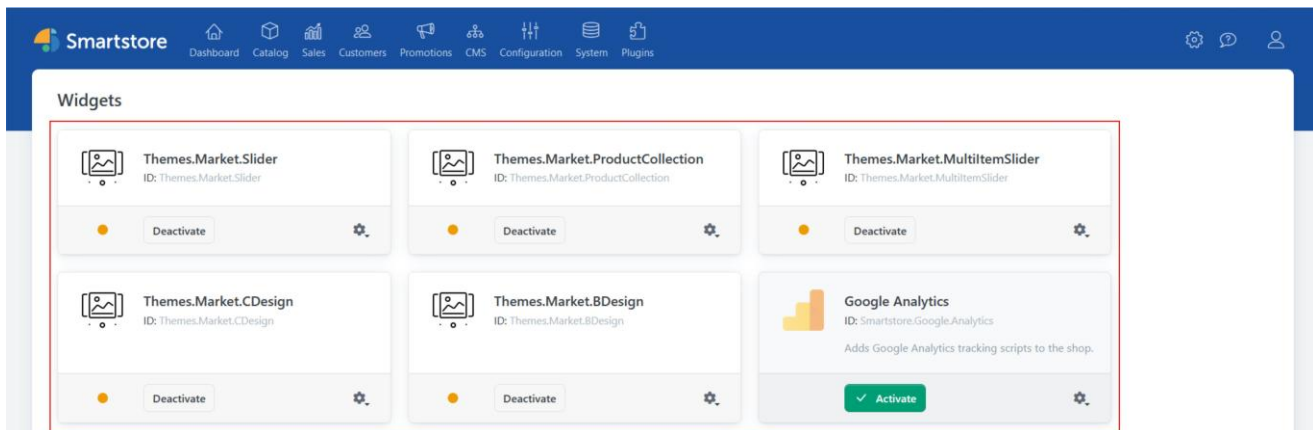 Smartstore
Dashboard Catalog Sales Customers Promotions CMS Configuration System Plugins
Widgets
Themes.Market.Slider
ID: Themes.Market.Slider
Deactivate
Themes.Market.ProductCollection
ID: Themes.Market.ProductCollection
Deactivate
Themes.Market.MultiItemSlider
ID: Themes.Market.MultiItemSlider
Deactivate
Themes.Market.CDesign
ID: Themes.Market.CDesign
Deactivate
Themes.Market.BDesign
ID: Themes.Market.BDesign
Deactivate
Google Analytics
ID: Smartstore.Google.Analytics
Adds Google Analytics tracking scripts to the shop.
Activate